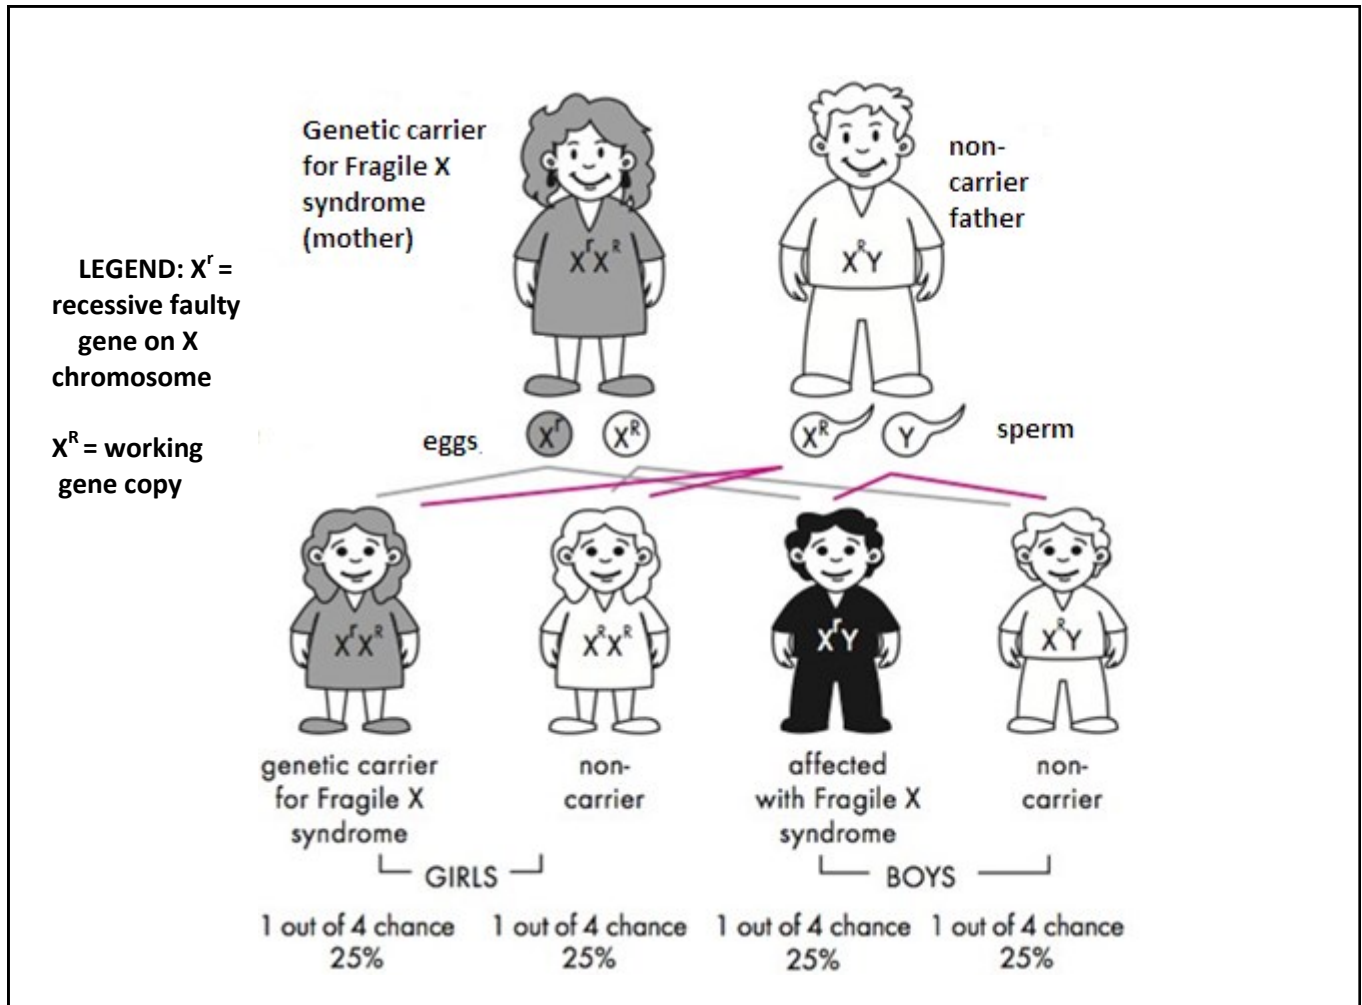 Genetic carrier
for Fragile X
syndrome
(mother)
non-
carrier
father
LEGEND: Xʳ =
recessive faulty
gene on X
chromosome
Xᴿ = working
gene copy
XʳXᴿ
XᴿY
eggs
Xʳ
Xᴿ
Xᴿ
Y
sperm
XʳXᴿ
XᴿXᴿ
XʳY
XᴿY
genetic carrier
for Fragile X
syndrome
non-
carrier
affected
with Fragile X
syndrome
non-
carrier
GIRLS
BOYS
1 out of 4 chance
25%
1 out of 4 chance
25%
1 out of 4 chance
25%
1 out of 4 chance
25%